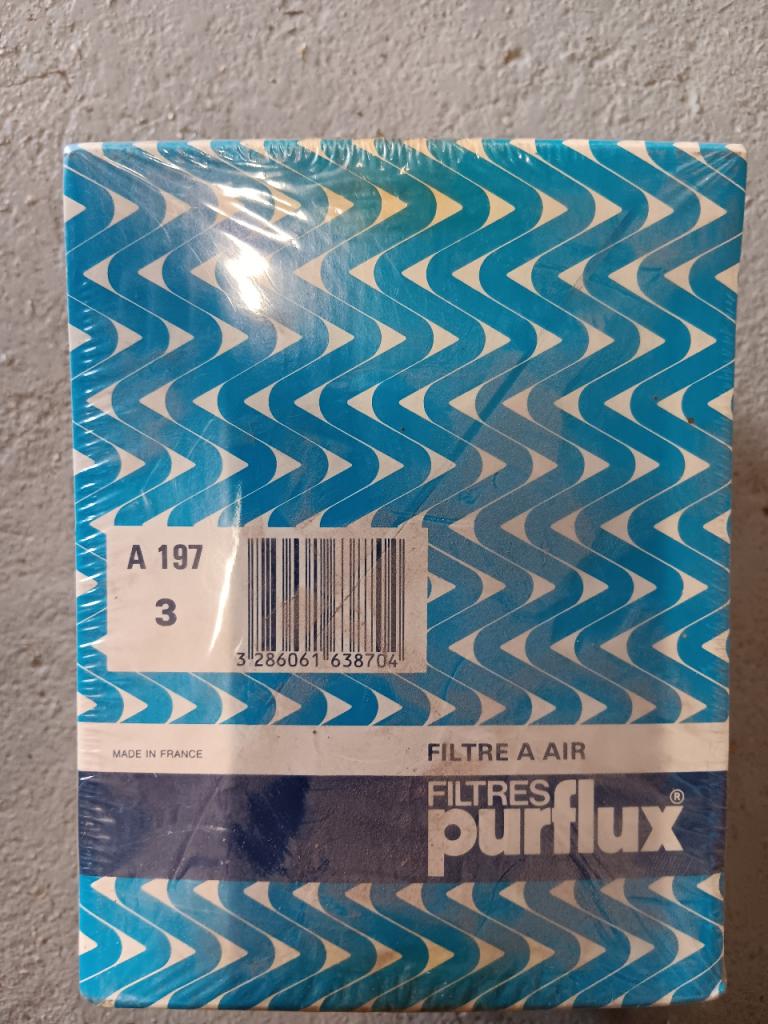 A 197
3
3 286061 638704
MADE IN FRANCE
FILTRE A AIR
FILTRES
purflux®